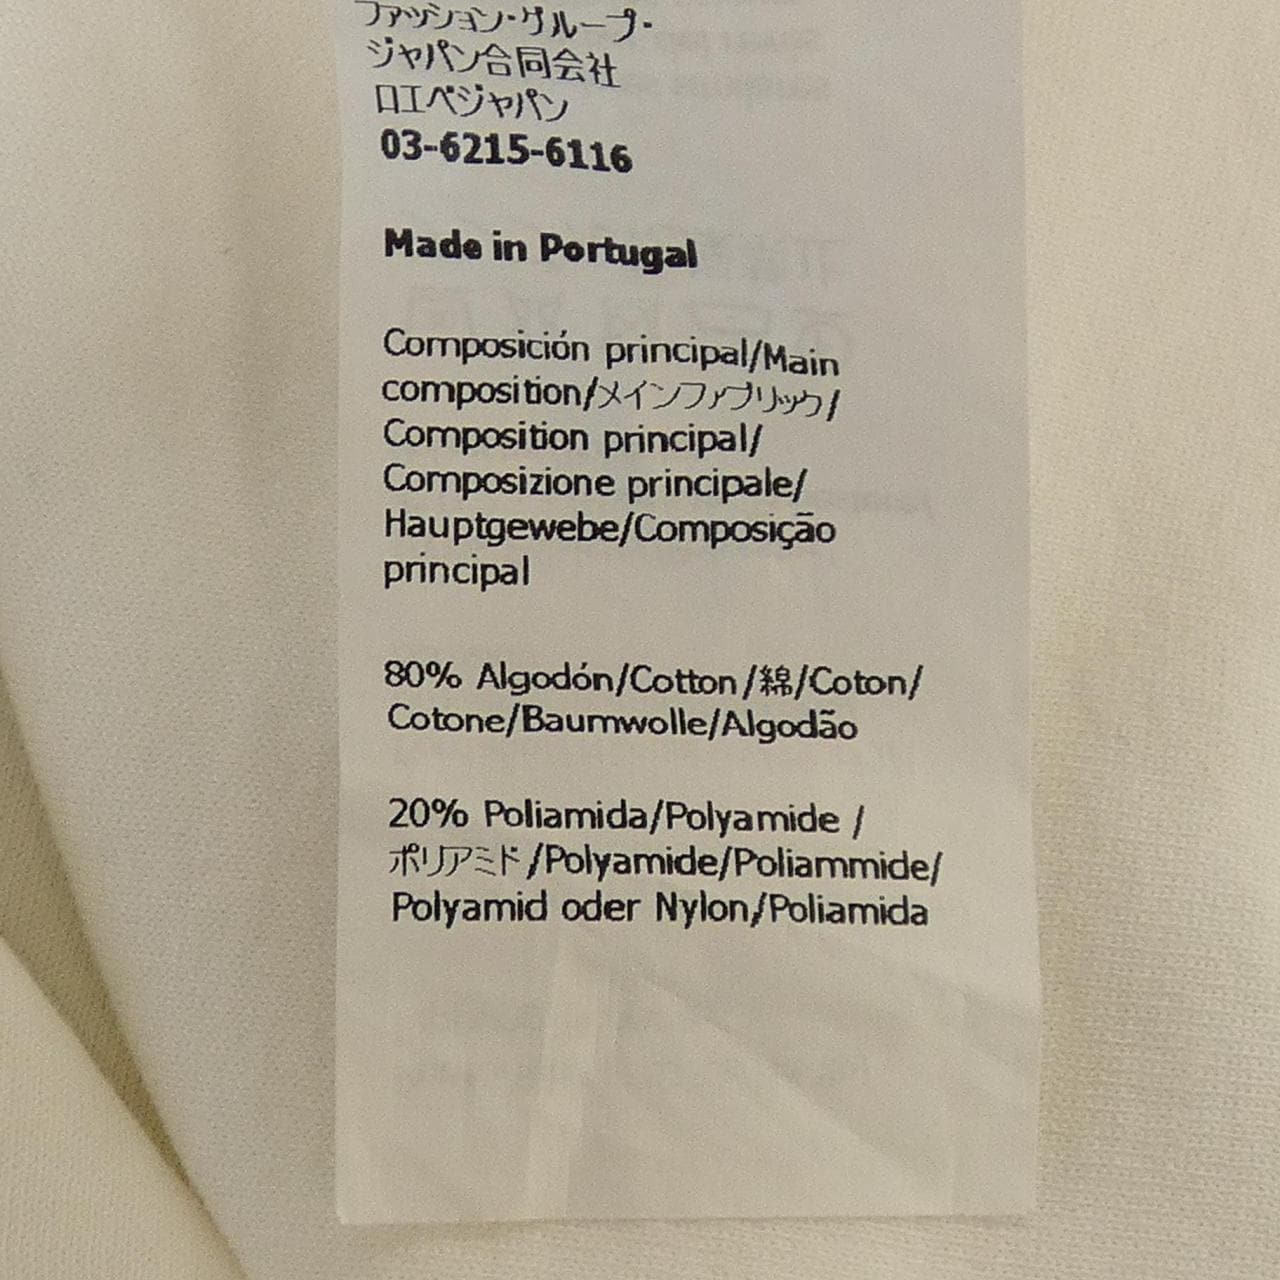 ファッション・グループ・
ジャパン合同会社
ロエベジャパン
03-6215-6116
Made in Portugal
Composición principal/Main
composition/メインファブリック/
Composition principal/
Composizione principale/
Hauptgewebe/Composição
principal
80% Algodón/Cotton/綿/Coton/
Cotone/Baumwolle/Algodão
20% Poliamida/Polyamide /
ポリアミド/Polyamide/Poliammide/
Polyamid oder Nylon/Poliamida